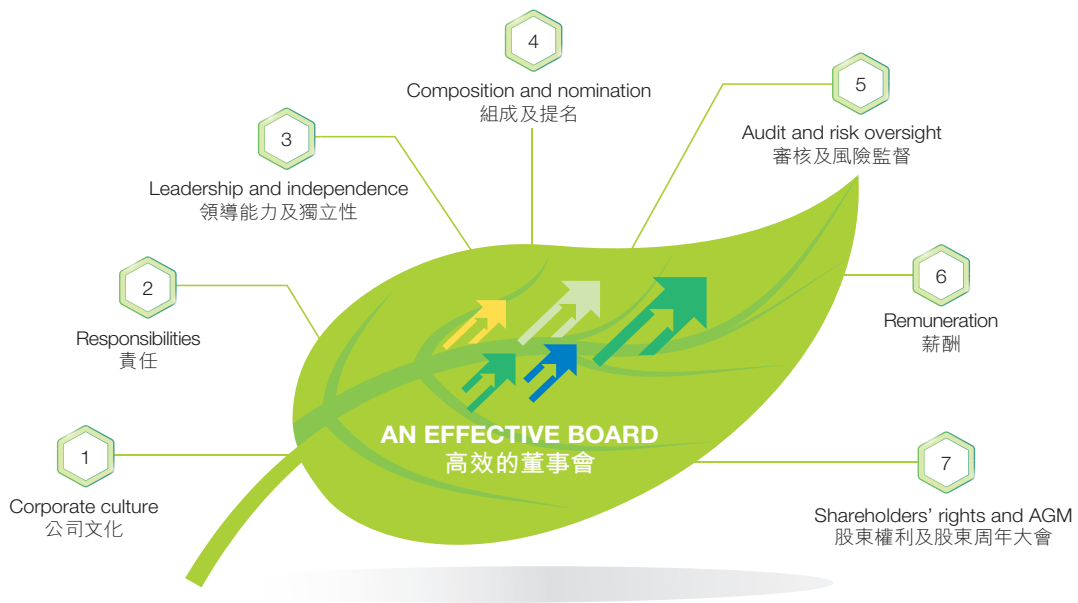 1
Corporate culture
公司文化
2
Responsibilities
責任
3
Leadership and independence
領導能力及獨立性
4
Composition and nomination
組成及提名
5
Audit and risk oversight
審核及風險監督
6
Remuneration
薪酬
7
Shareholders’ rights and AGM
股東權利及股東周年大會
AN EFFECTIVE BOARD
高效的董事會